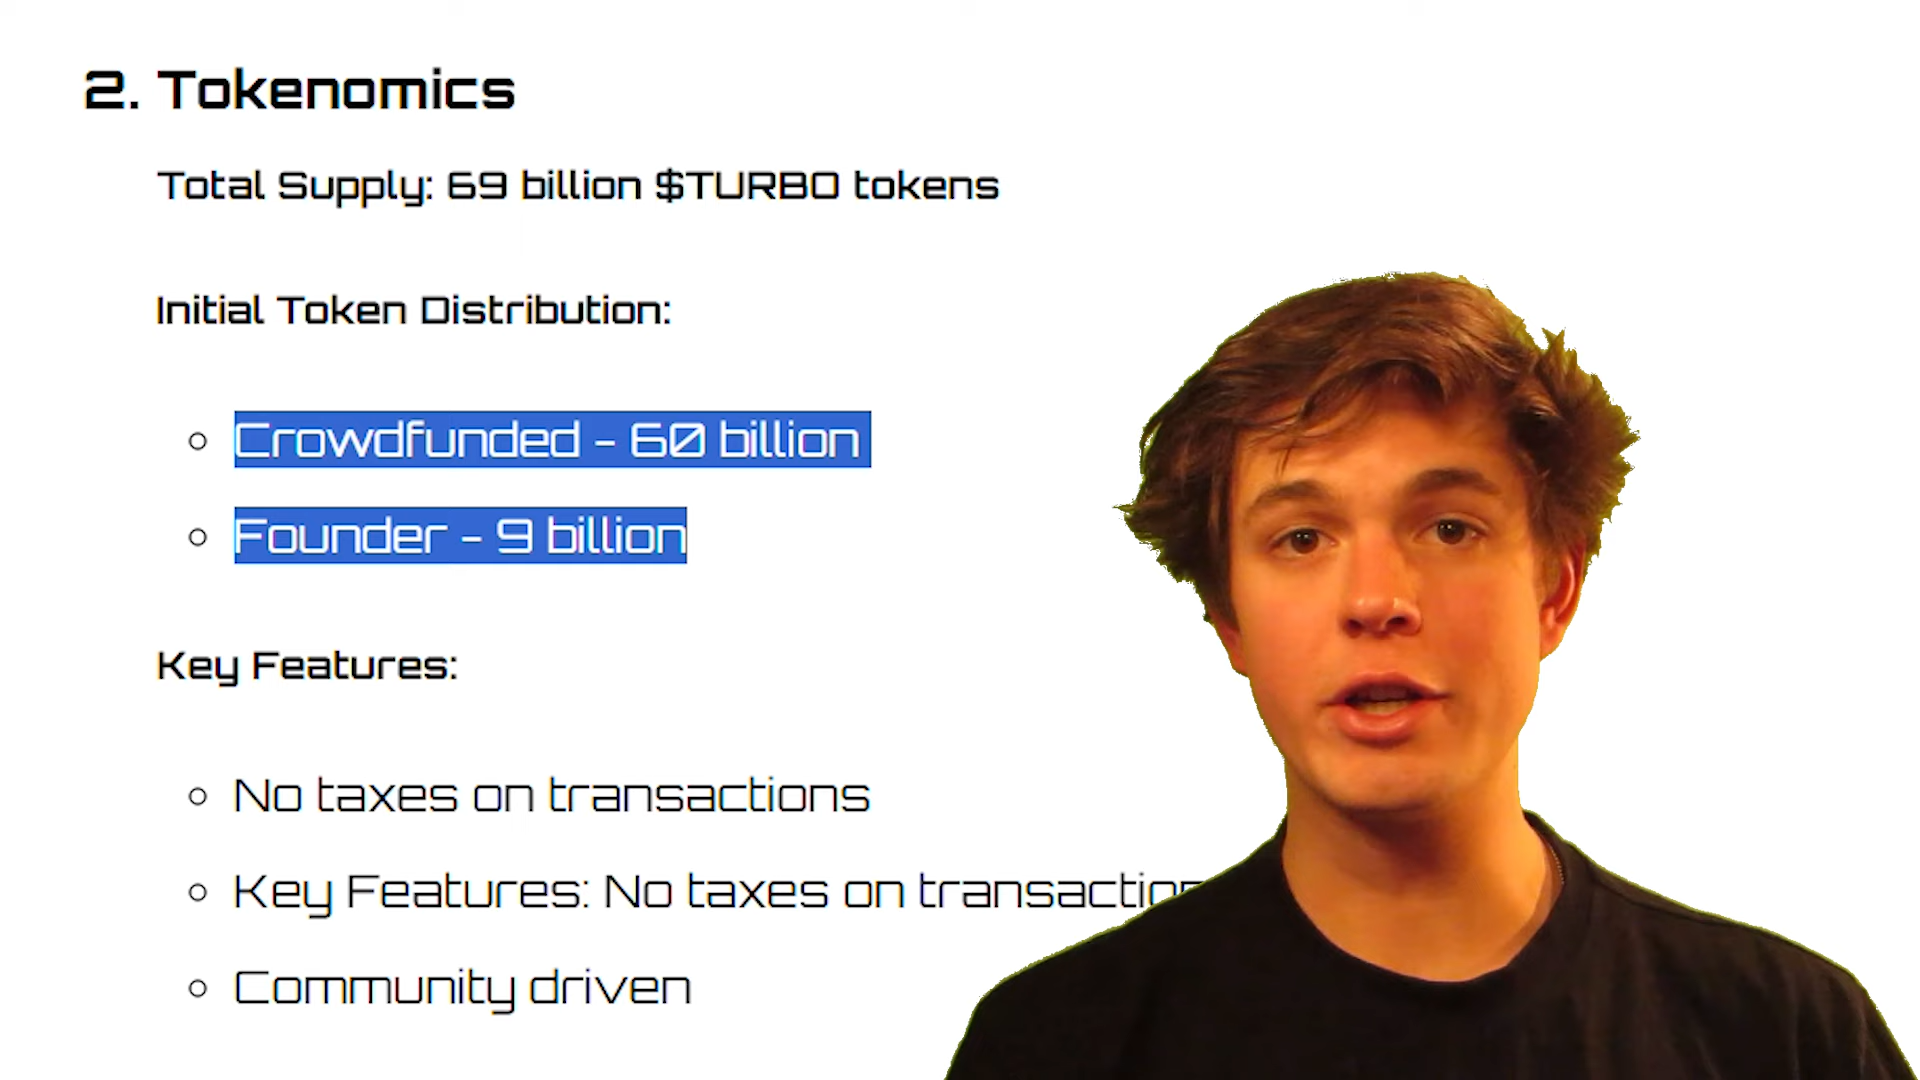 2. Tokenomics
Total Supply: 69 billion $TURBO tokens
Initial Token Distribution:
Crowdfunded - 60 billion
Founder - 9 billion
Key Features:
No taxes on transactions
Key Features: No taxes on
Community driven